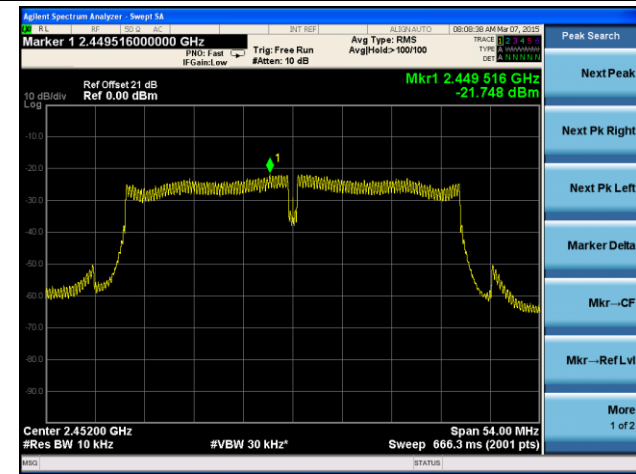 Agilent Spectrum Analyzer - Swept SA
RL RF 50 Ω AC INT REF ALIGN AUTO 08:08:38 AM Mar 07, 2015
Marker 1 2.449516000000 GHz
PNO: Fast
IFGain:Low
Trig: Free Run
#Atten: 10 dB
Avg Type: RMS
Avg|Hold:>100/100
TRACE 1 2 3 4 5 6
TYPE
DET A N N N N N
Peak Search
Mkr1 2.449 516 GHz
-21.748 dBm
Ref Offset 21 dB
10 dB/div Ref 0.00 dBm
Log
1
-10.0
-20.0
-30.0
-40.0
-50.0
-60.0
-70.0
-80.0
-90.0
Next Peak
Next Pk Right
Next Pk Left
Marker Delta
Mkr→CF
Mkr→Ref Lvl
More
1 of 2
Center 2.45200 GHz Span 54.00 MHz
#Res BW 10 kHz #VBW 30 kHz* Sweep 666.3 ms (2001 pts)
MSG STATUS